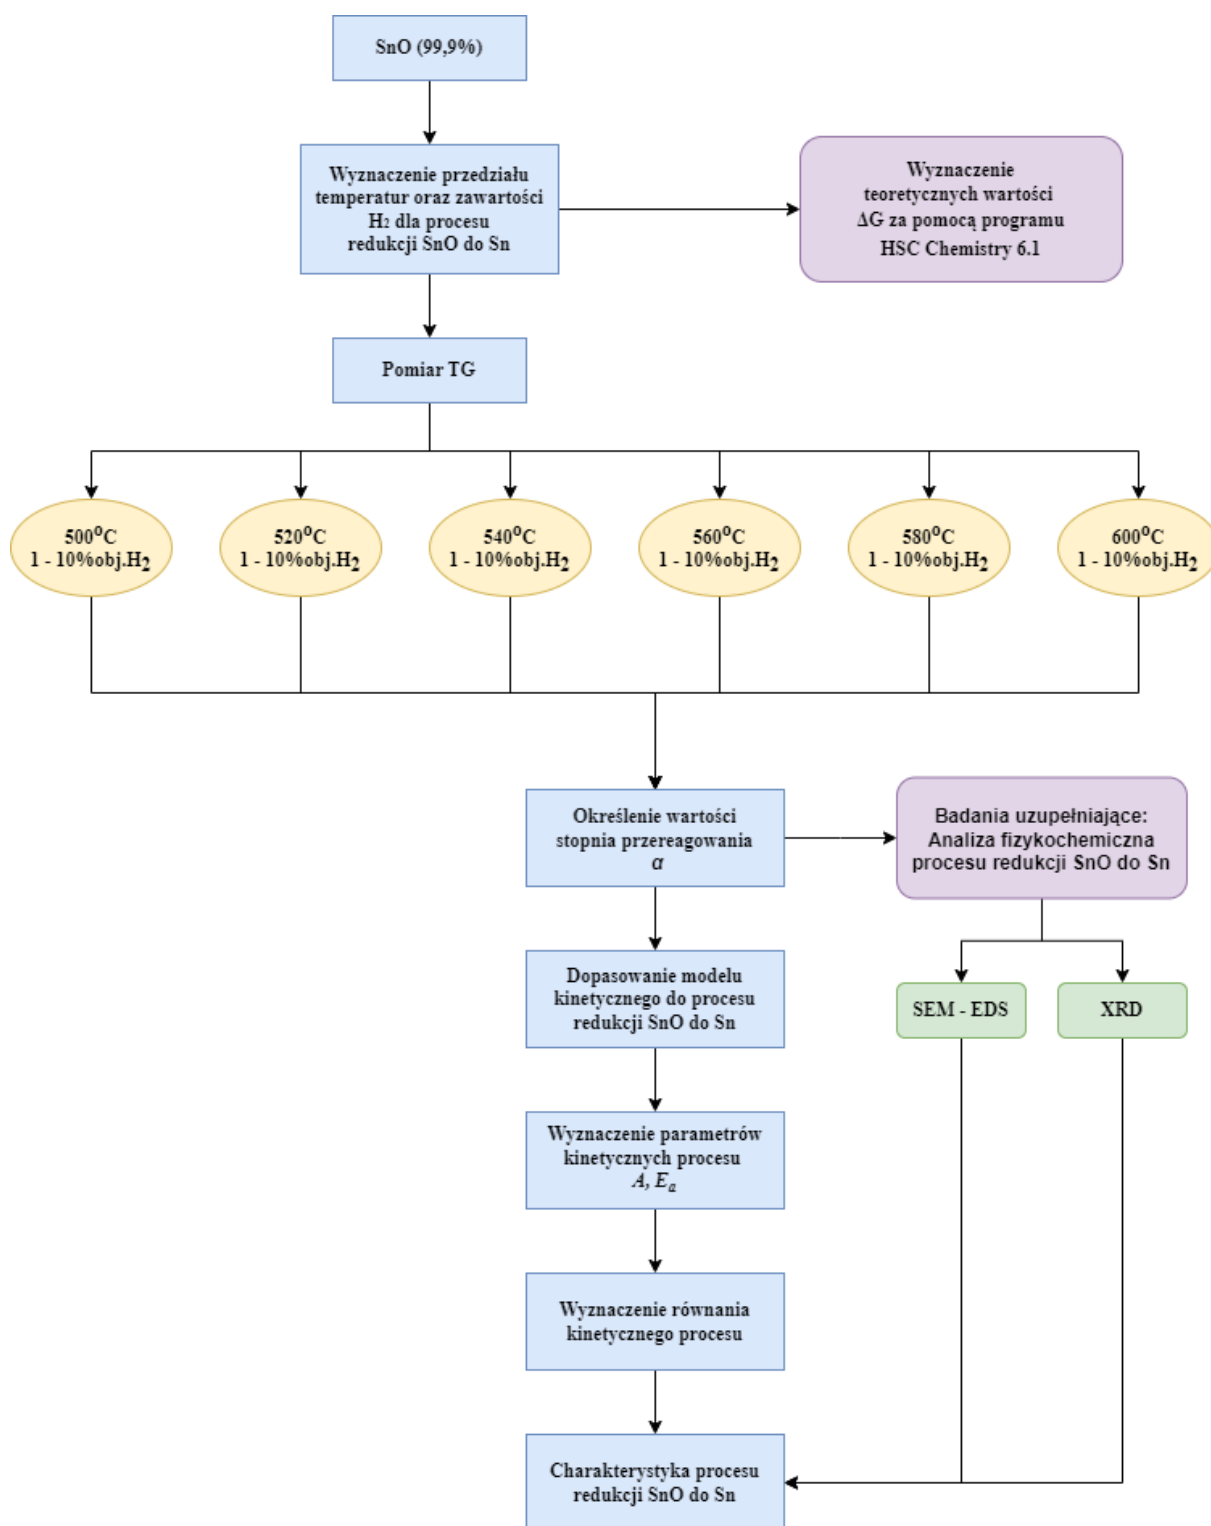 SnO (99,9%)
Wyznaczenie przedziału
temperatur oraz zawartości
H2 dla procesu
redukcji SnO do Sn
Wyznaczenie
teoretycznych wartości
ΔG za pomocą programu
HSC Chemistry 6.1
Pomiar TG
500°C
1 - 10%obj.H2
520°C
1 - 10%obj.H2
540°C
1 - 10%obj.H2
560°C
1 - 10%obj.H2
580°C
1 - 10%obj.H2
600°C
1 - 10%obj.H2
Określenie wartości
stopnia przereagowania
α
Badania uzupełniające:
Analiza fizykochemiczna
procesu redukcji SnO do Sn
Dopasowanie modelu
kinetycznego do procesu
redukcji SnO do Sn
SEM - EDS
XRD
Wyznaczenie parametrów
kinetycznych procesu
A, Ea
Wyznaczenie równania
kinetycznego procesu
Charakterystyka procesu
redukcji SnO do Sn